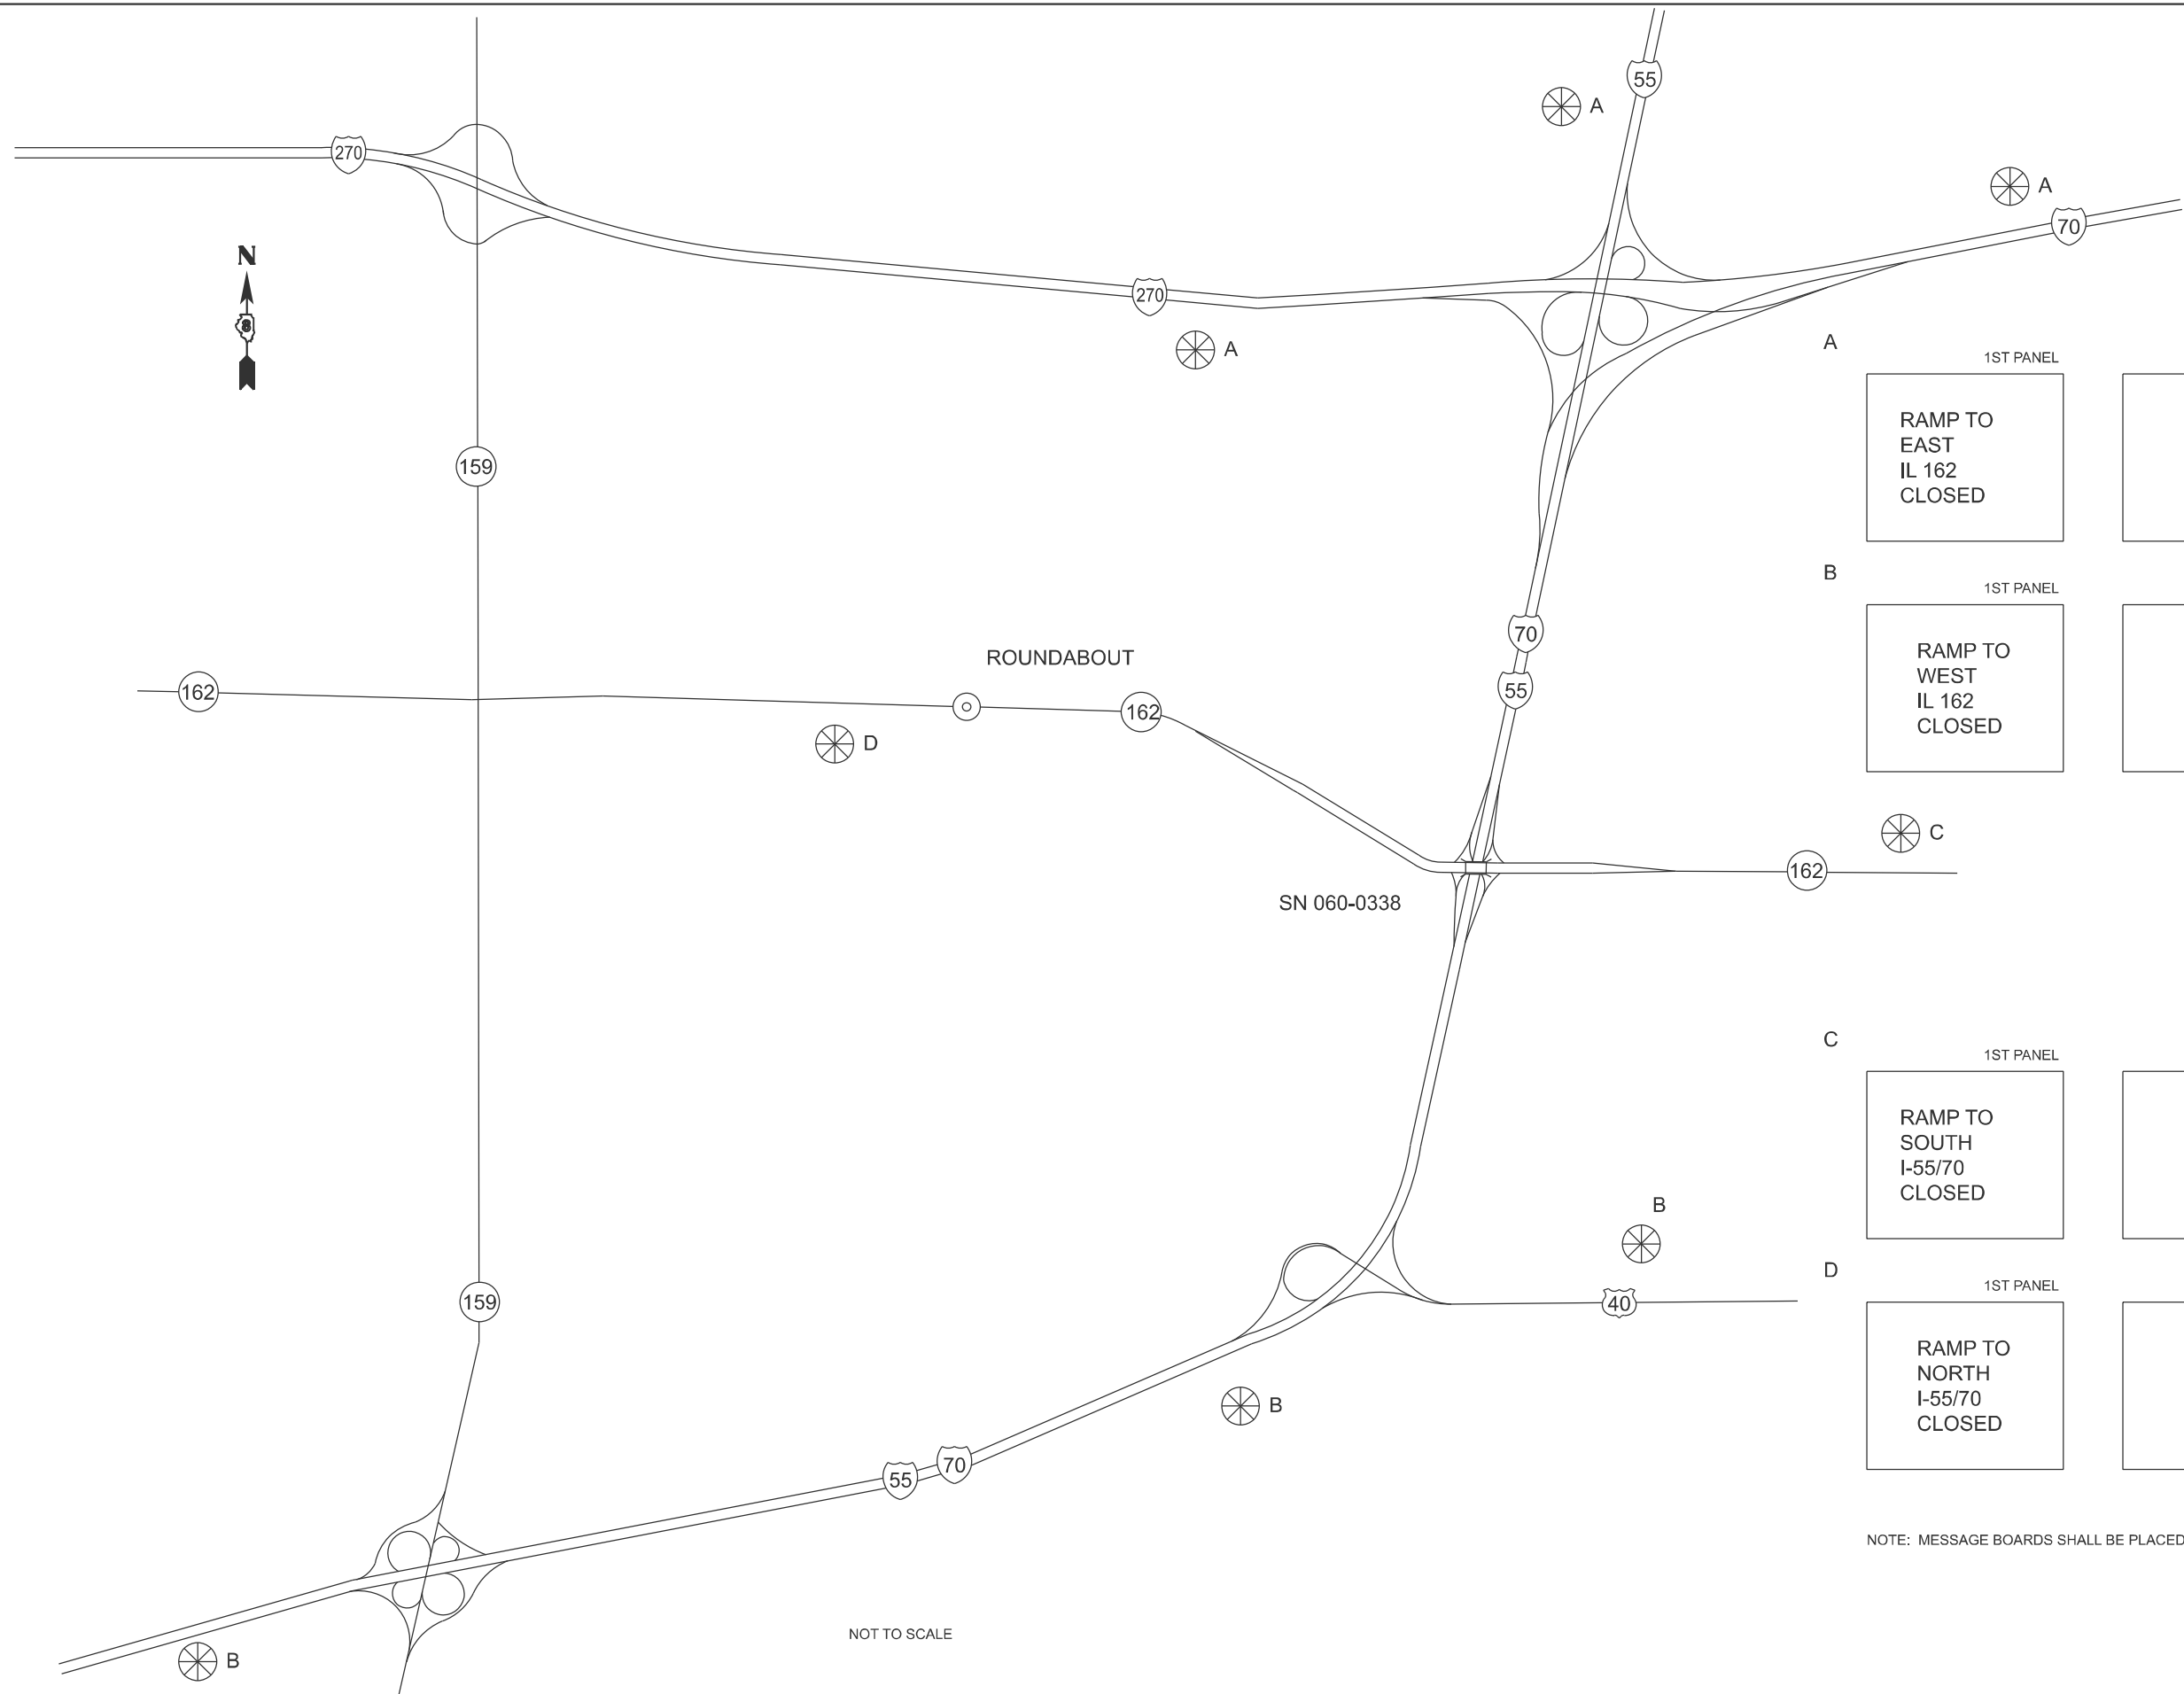 55
A
A
270
70
N
8
270
A
A
1ST PANEL
RAMP TO
EAST
IL 162
CLOSED
159
B
1ST PANEL
RAMP TO
WEST
IL 162
CLOSED
70
55
ROUNDABOUT
162
162
D
C
162
SN 060-0338
C
1ST PANEL
RAMP TO
SOUTH
I-55/70
CLOSED
B
D
1ST PANEL
RAMP TO
NORTH
I-55/70
CLOSED
159
40
B
70
55
NOTE: MESSAGE BOARDS SHALL BE PLACED
NOT TO SCALE
B